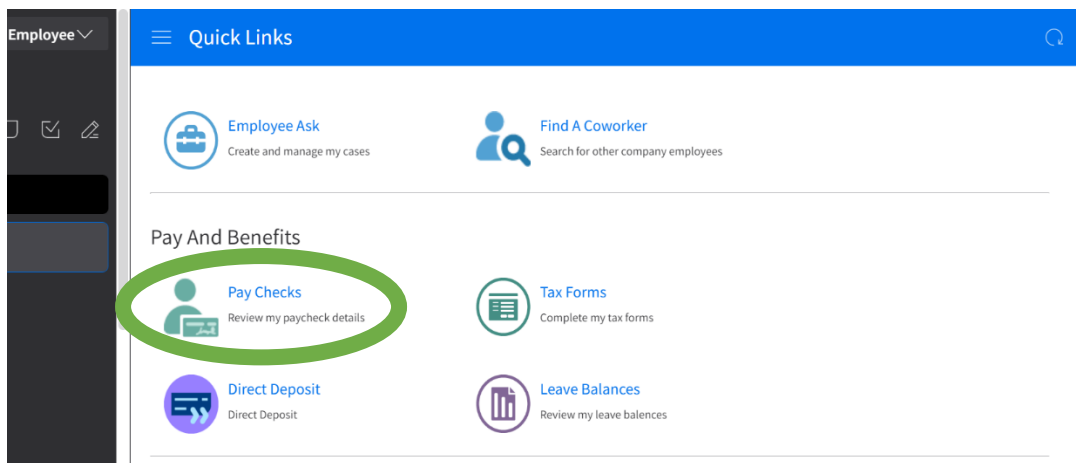 Employee
Quick Links
Employee Ask
Create and manage my cases
Find A Coworker
Search for other company employees
Pay And Benefits
Pay Checks
Review my paycheck details
Tax Forms
Complete my tax forms
Direct Deposit
Direct Deposit
Leave Balances
Review my leave balences